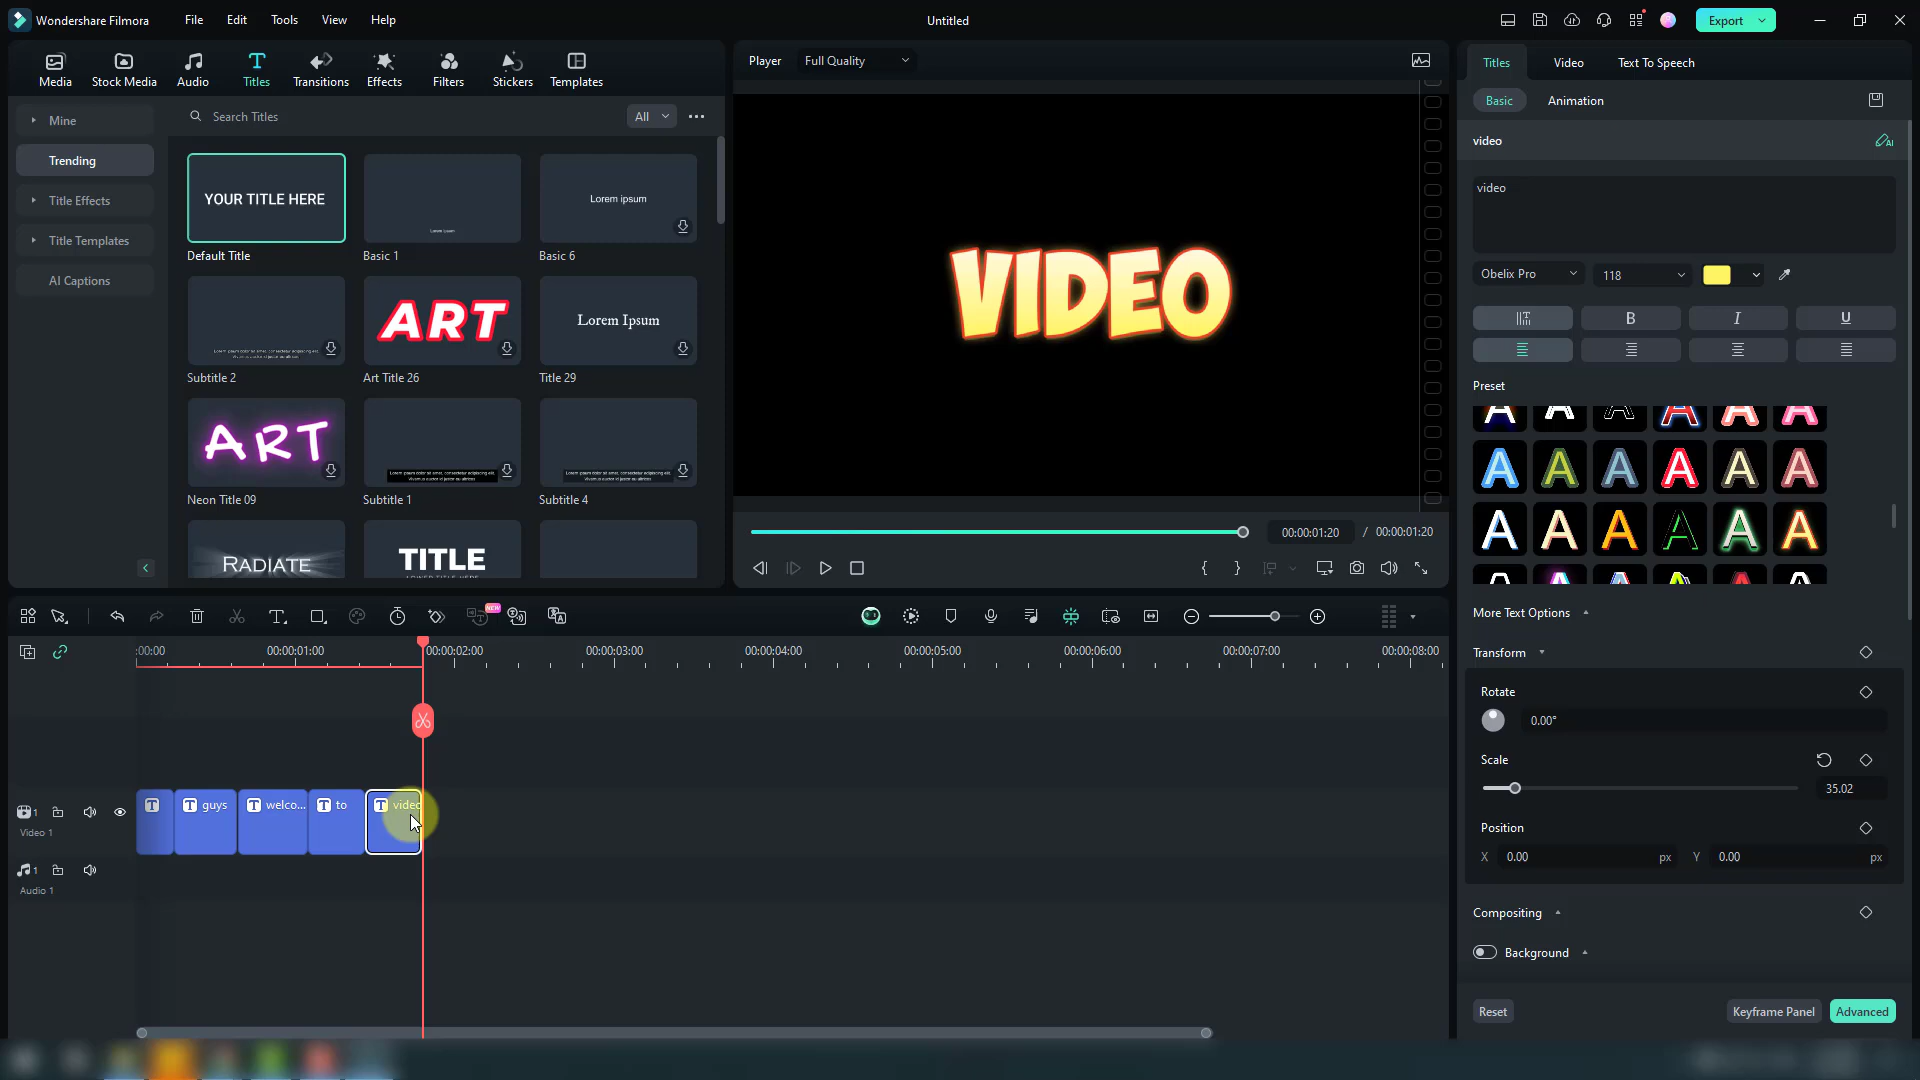 Wondershare Filmora
File
Edit
Tools
View
Help
Untitled
Export
Media
Stock Media
Audio
Titles
Transitions
Effects
Filters
Stickers
Templates
Player
Full Quality
Titles
Video
Text To Speech
Basic
Animation
Mine
Trending
Title Effects
Title Templates
AI Captions
Search Titles
All
YOUR TITLE HERE
Default Title
Basic 1
Lorem ipsum
Basic 6
Subtitle 2
ART
Art Title 26
Lorem Ipsum
Title 29
ART
Neon Title 09
Subtitle 1
Subtitle 4
RADIATE
TITLE
VIDEO
00:00:01:20 / 00:00:01:20
video
AI
video
Obelix Pro
118
B
I
U
Preset
More Text Options
Transform
Rotate
0.00°
Scale
35.02
Position
X 0.00 px
Y 0.00 px
Compositing
Background
Reset
Keyframe Panel
Advanced
NEW
:00:00
00:00:01:00
00:00:02:00
00:00:03:00
00:00:04:00
00:00:05:00
00:00:06:00
00:00:07:00
00:00:08:00
T
T guys
T welco...
T to
T video
1
Video 1
1
Audio 1